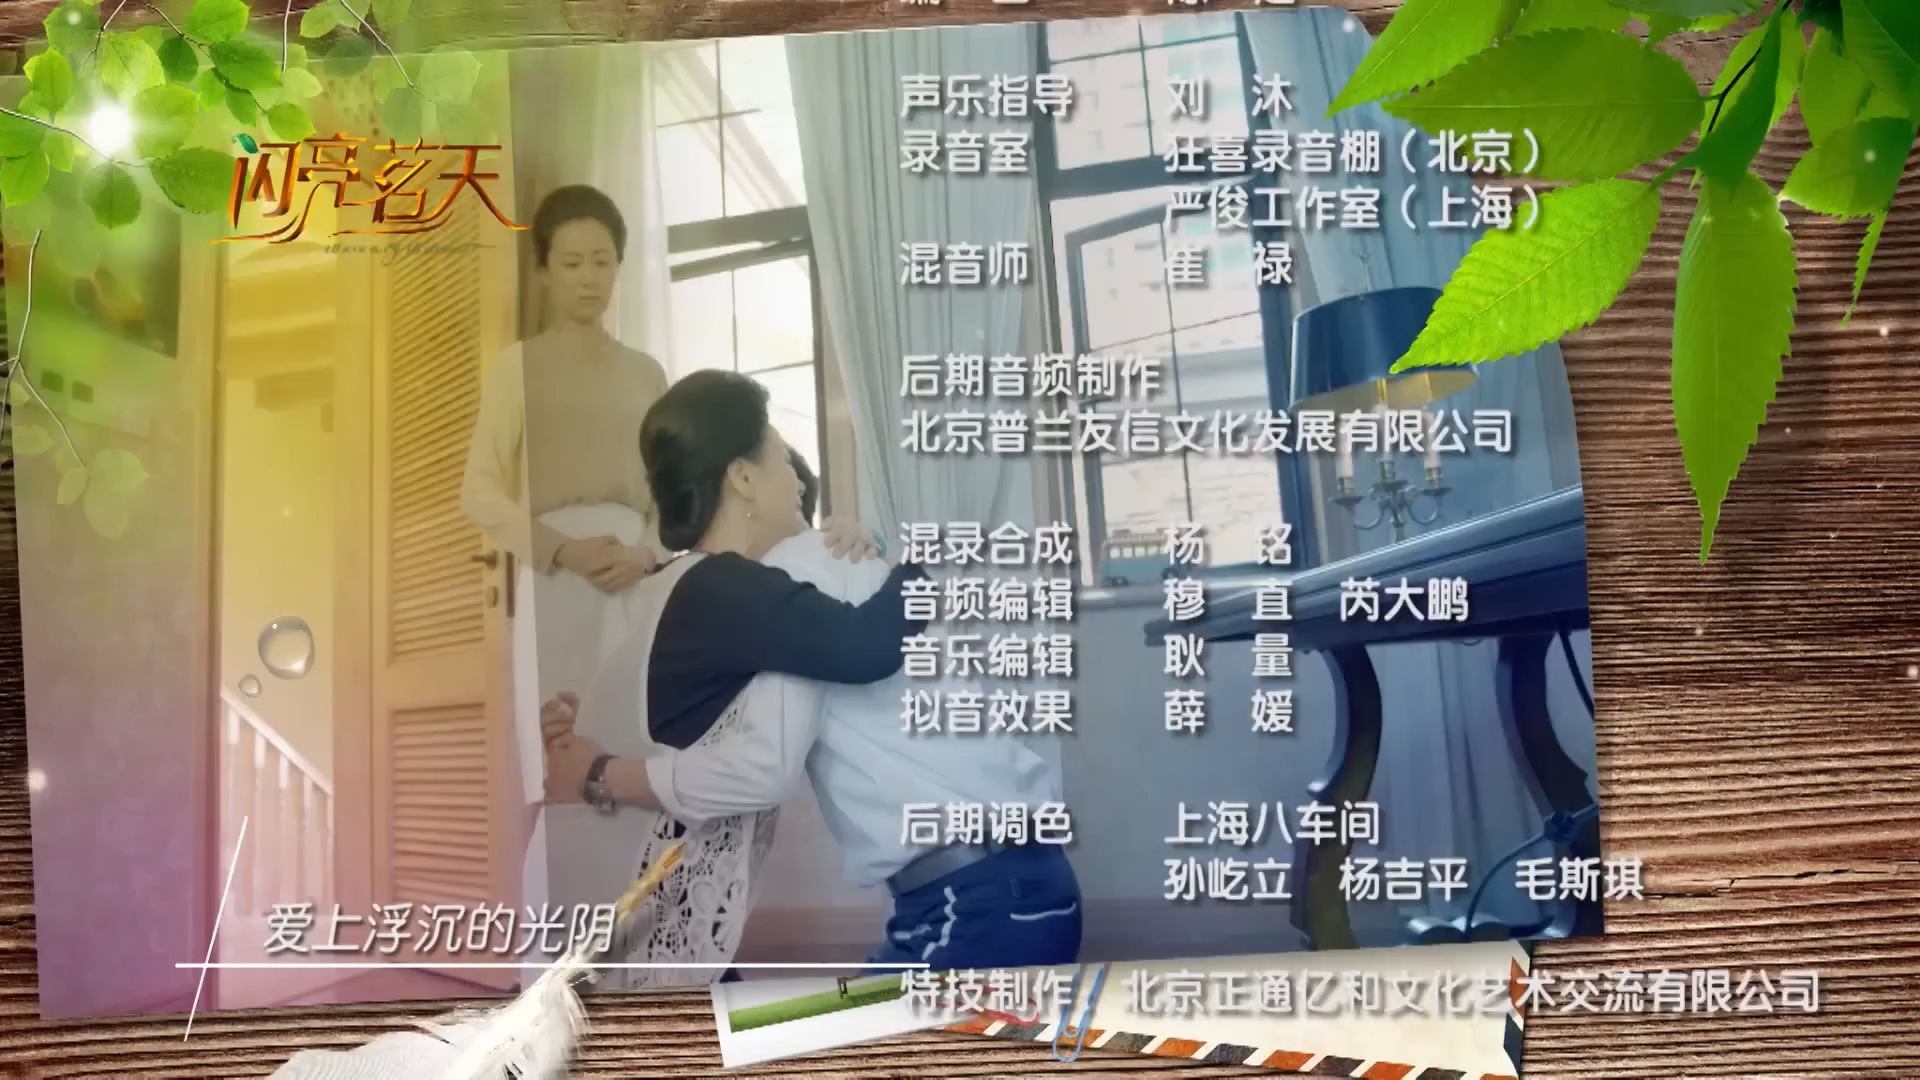 闪亮茗天
声乐指导 刘 沐
录音室 狂喜录音棚（北京）
严俊工作室（上海）
混音师 崔 禄
后期音频制作
北京普兰友信文化发展有限公司
混录合成 杨 铭
音频编辑 穆 直 芮大鹏
音乐编辑 耿 量
拟音效果 薛 媛
后期调色 上海八车间
孙屹立 杨吉平 毛斯琪
爱上浮沉的光阴
特技制作 北京正通亿和文化艺术交流有限公司